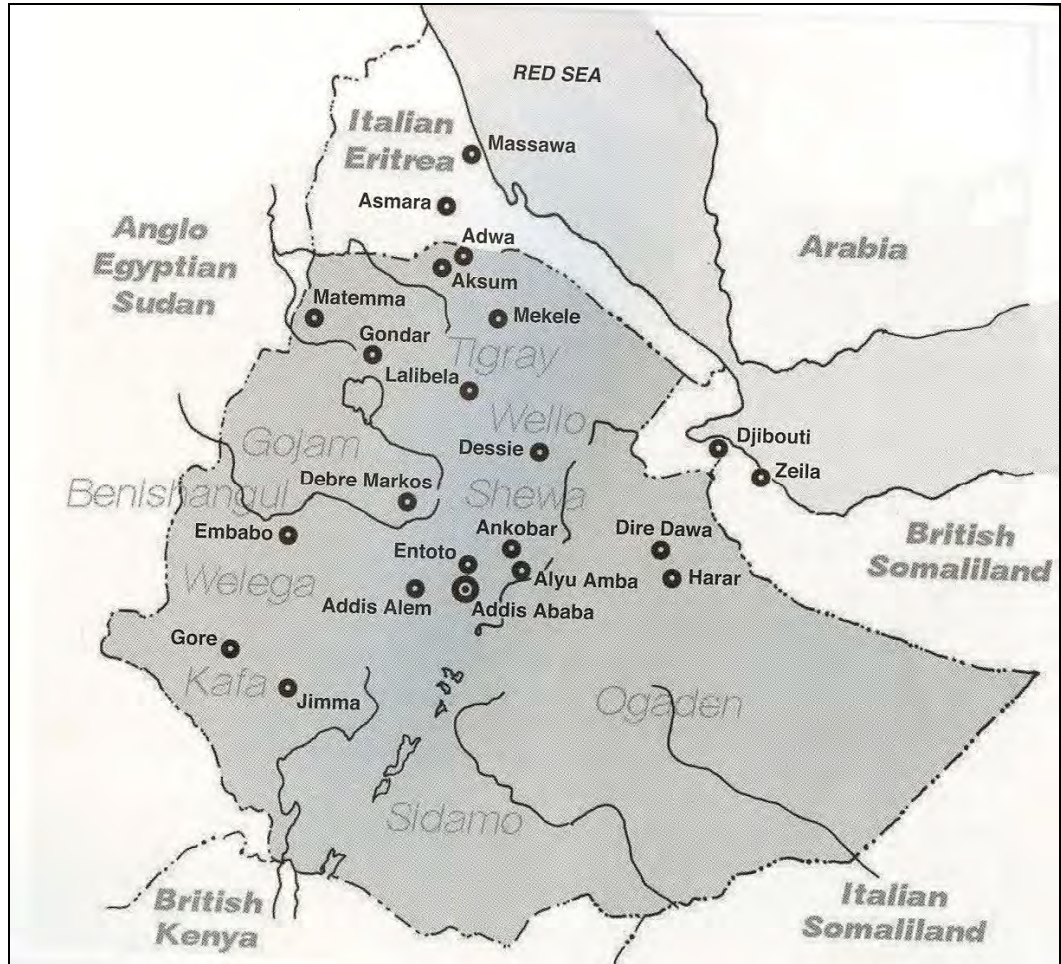 RED SEA
Italian
Eritrea
Massawa
Asmara
Anglo
Egyptian
Sudan
Adwa
Arabia
Aksum
Matemma
Mekele
Gondar
Tigray
Lalibela
Wello
Gojam
Dessie
Djibouti
Zeila
Debre Markos
Benishangul
Shewa
Embabo
Ankobar
Dire Dawa
British
Somaliland
Entoto
Welega
Alyu Amba
Harar
Addis Alem
Addis Ababa
Gore
Kafa
Jimma
Ogaden
Sidamo
British
Kenya
Italian
Somaliland